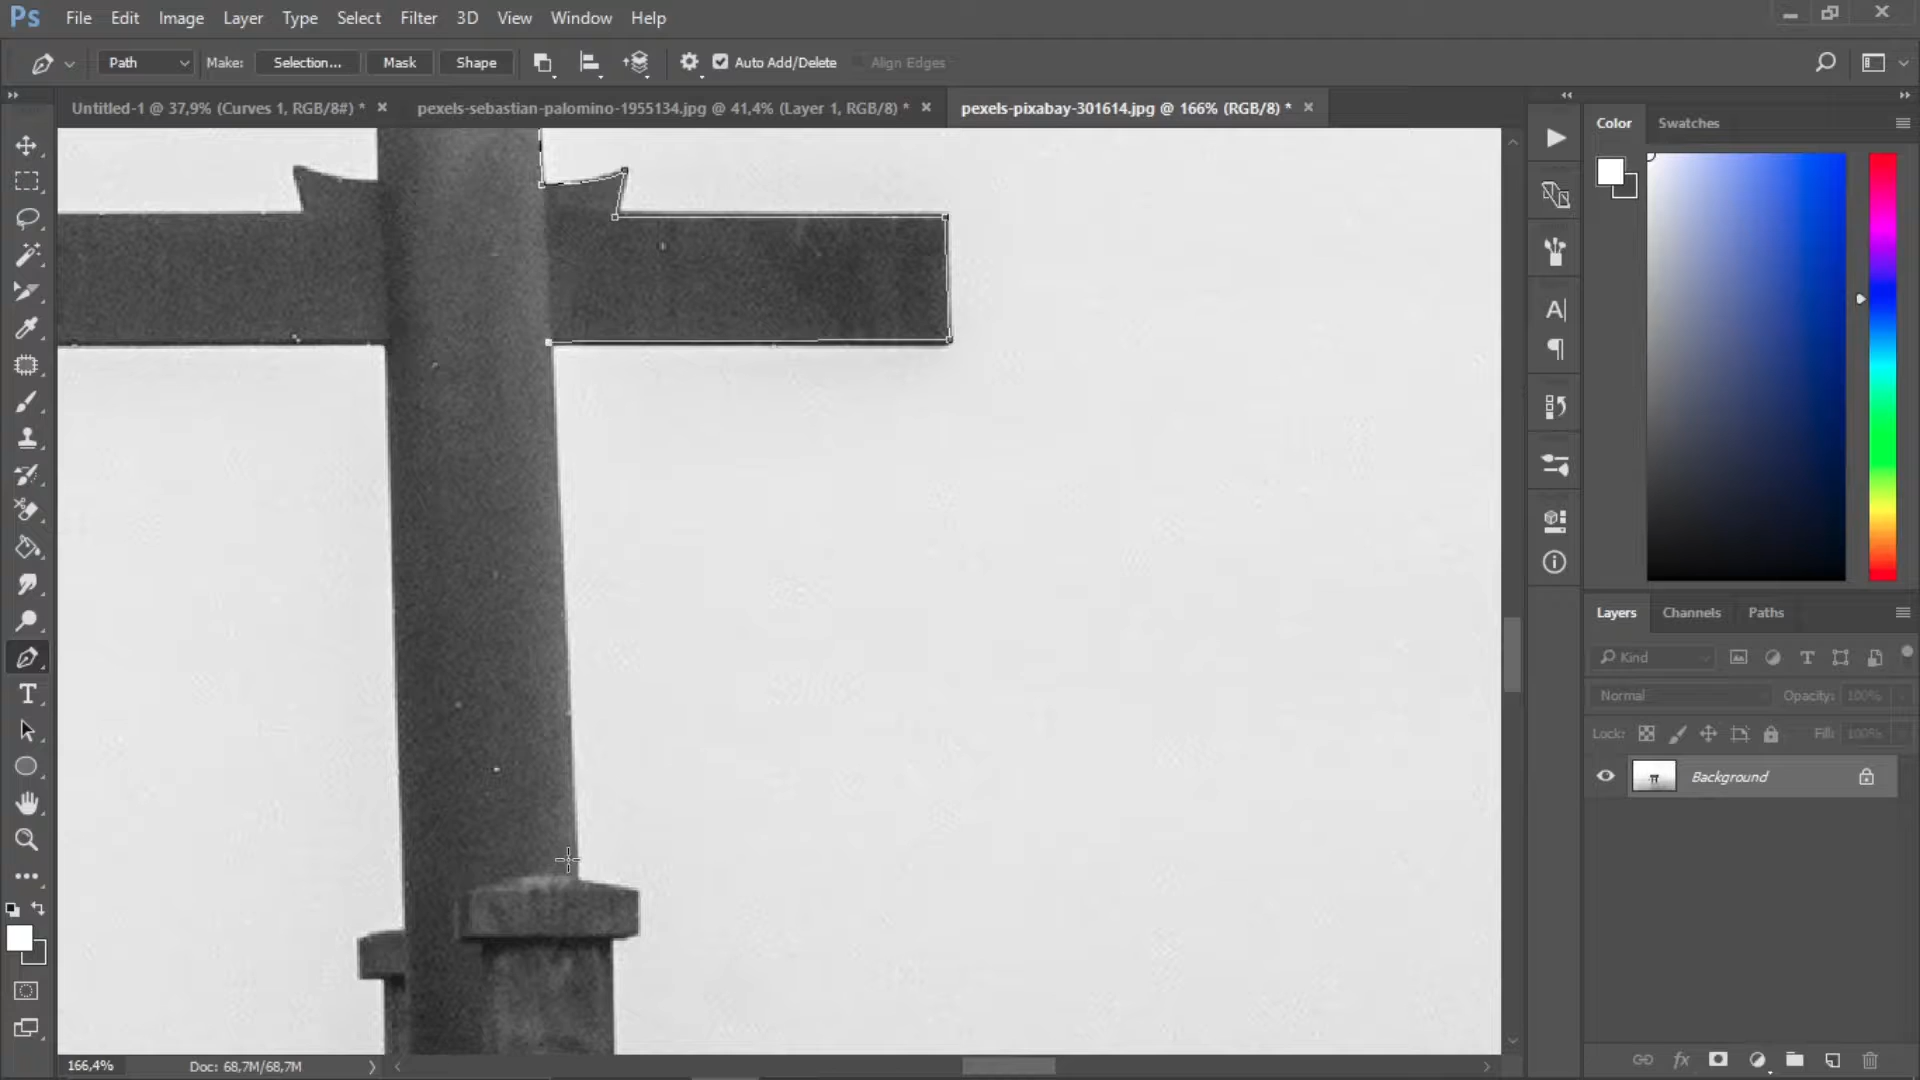 Ps File Edit Image Layer Type Select Filter 3D View Window Help
Path Make: Selection... Mask Shape Auto Add/Delete Align Edges
Untitled-1 @ 37,9% (Curves 1, RGB/8#) * × pexels-sebastian-palomino-1955134.jpg @ 41,4% (Layer 1, RGB/8) * × pexels-pixabay-301614.jpg @ 166% (RGB/8) * ×
Color Swatches
Layers Channels Paths
Kind
Normal Opacity: 100%
Lock: Fill: 100%
Background
166,4% Doc: 68,7M/68,7M